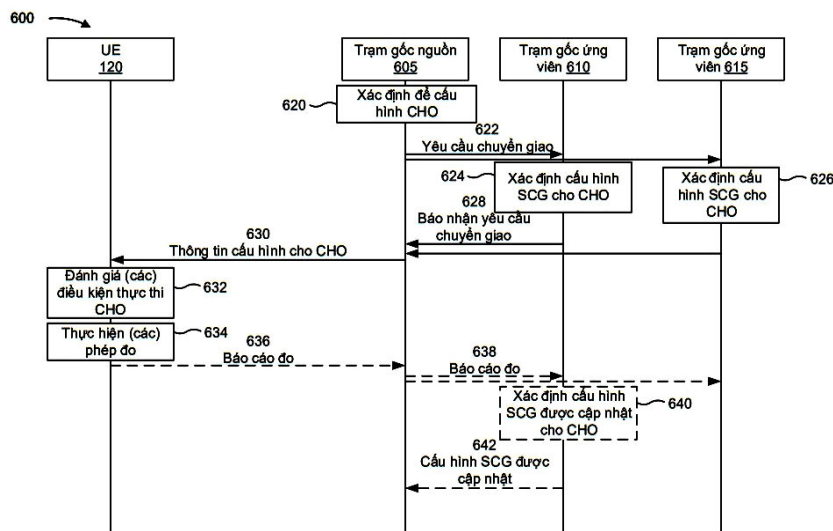 600
UE
120
Trạm gốc nguồn
605
Trạm gốc ứng
viên 610
Trạm gốc ứng
viên 615
620
Xác định để cấu
hình CHO
622
Yêu cầu chuyển giao
624
Xác định cấu hình
SCG cho CHO
Xác định cấu
hình SCG cho
CHO
626
628
Báo nhận yêu cầu
chuyển giao
630
Thông tin cấu hình cho CHO
Đánh giá (các)
điều kiện thực thi
CHO
632
Thực hiện (các)
phép đo
634
636
Báo cáo đo
638
Báo cáo đo
Xác định cấu hình
SCG được cập nhật
cho CHO
640
642
Cấu hình SCG được
cập nhật